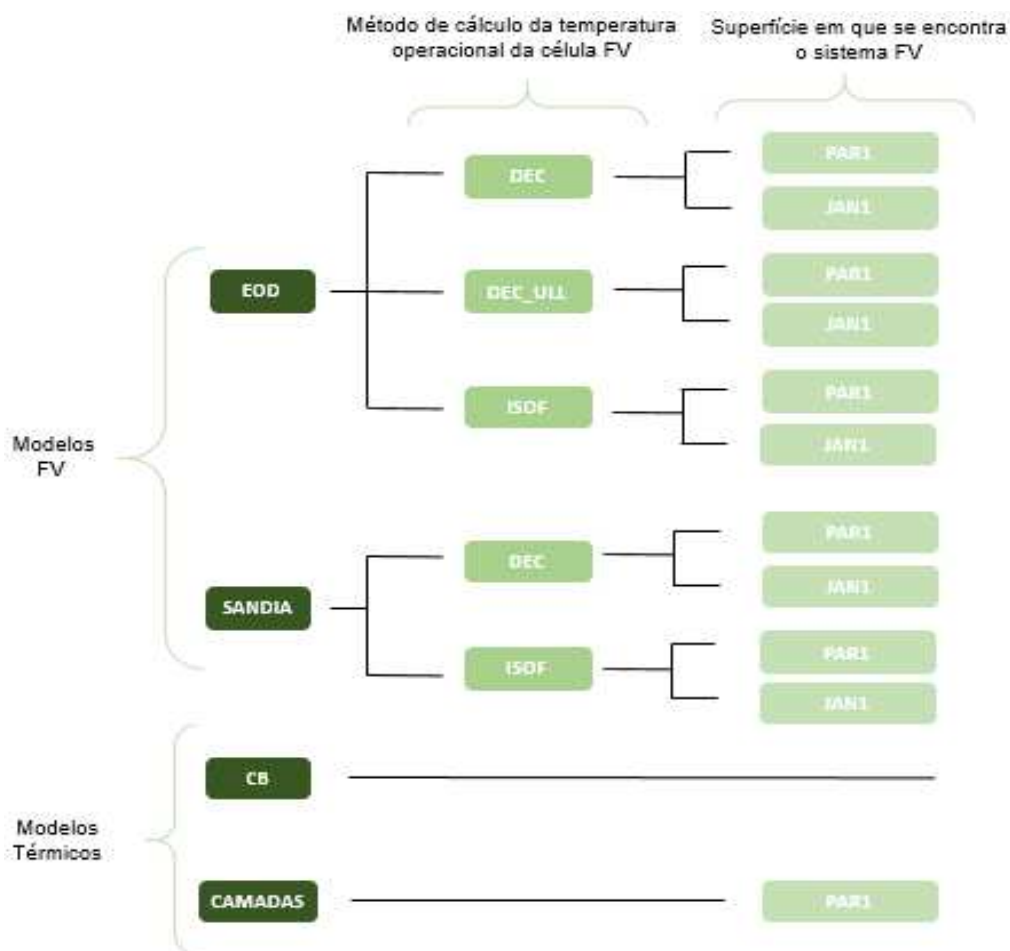 Método de cálculo da temperatura
operacional da célula FV
Superfície em que se encontra
o sistema FV
Modelos
FV
EOD
DEC
PAR1
JAN1
DEC_ULL
PAR1
JAN1
ISOF
PAR1
JAN1
SANDIA
DEC
PAR1
JAN1
ISOF
PAR1
JAN1
Modelos
Térmicos
CB
CAMADAS
PAR1